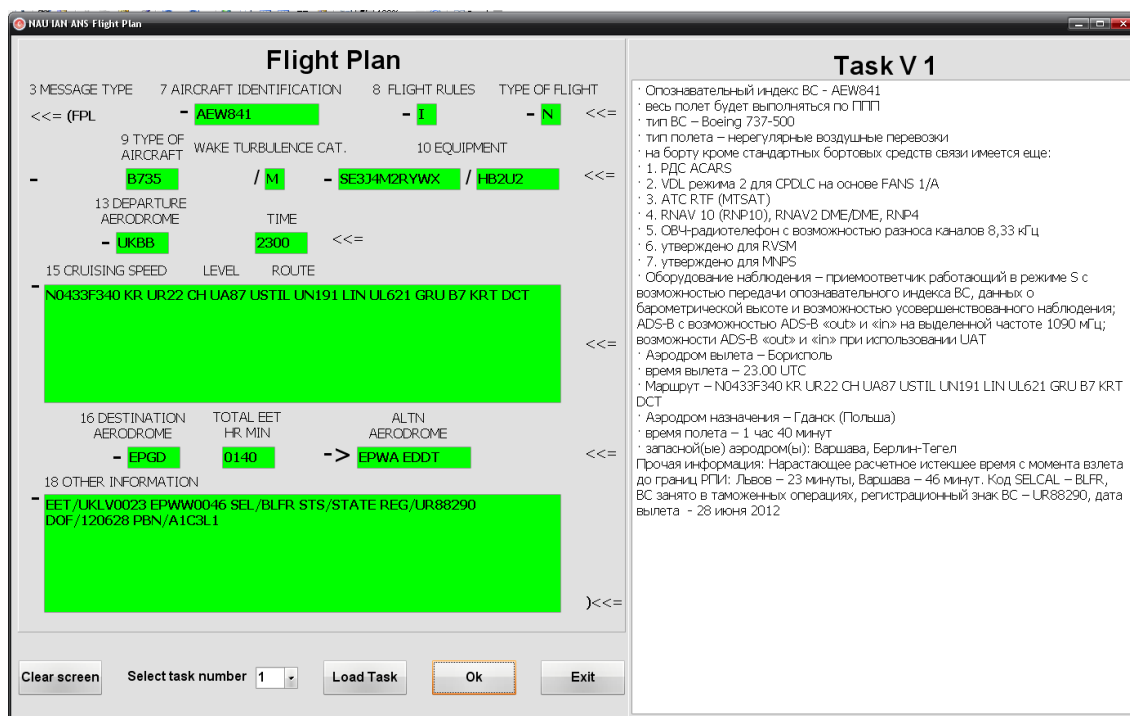 NAU IAN ANS Flight Plan
Flight Plan
3 MESSAGE TYPE 7 AIRCRAFT IDENTIFICATION 8 FLIGHT RULES TYPE OF FLIGHT
<<= (FPL - AEW841 - I - N <<=
9 TYPE OF
AIRCRAFT WAKE TURBULENCE CAT. 10 EQUIPMENT
- B735 / M - SE3J4M2RYWX / HB2U2 <<=
13 DEPARTURE
AERODROME TIME
- UKBB 2300 <<=
15 CRUISING SPEED LEVEL ROUTE
- N0433F340 KR UR22 CH UA87 USTIL UN191 LIN UL621 GRU B7 KRT DCT
<<=
16 DESTINATION TOTAL EET ALTN
AERODROME HR MIN AERODROME
- EPGD 0140 -> EPWA EDDT <<=
18 OTHER INFORMATION
- EET/UKLV0023 EPWW0046 SEL/BLFR STS/STATE REG/UR88290
DOF/120628 PBN/A1C3L1
)<<=
Clear screen Select task number 1 Load Task Ok Exit
Task V 1
· Опознавательный индекс ВС - AEW841
· весь полет будет выполняться по ППП
· тип ВС – Boeing 737-500
· тип полета – нерегулярные воздушные перевозки
· на борту кроме стандартных бортовых средств связи имеется еще:
· 1. РДС ACARS
· 2. VDL режима 2 для CPDLC на основе FANS 1/A
· 3. ATC RTF (MTSAT)
· 4. RNAV 10 (RNP10), RNAV2 DME/DME, RNP4
· 5. ОВЧ-радиотелефон с возможностью разноса каналов 8,33 кГц
· 6. утверждено для RVSM
· 7. утверждено для MNPS
· Оборудование наблюдения – приемоответчик работающий в режиме S с
возможностью передачи опознавательного индекса ВС, данных о
барометрической высоте и возможностью усовершенствованного наблюдения;
ADS-B с возможностью ADS-B «out» и «in» на выделенной частоте 1090 мГц;
возможности ADS-B «out» и «in» при использовании UAT
· Аэродром вылета – Борисполь
· время вылета – 23.00 UTC
· Маршрут – N0433F340 KR UR22 CH UA87 USTIL UN191 LIN UL621 GRU B7 KRT
DCT
· Аэродром назначения – Гданск (Польша)
· время полета – 1 час 40 минут
· запасной(ые) аэродром(ы): Варшава, Берлин-Тегел
Прочая информация: Нарастающее расчетное истекшее время с момента взлета
до границ РПИ: Львов – 23 минуты, Варшава – 46 минут. Код SELCAL – BLFR,
ВС занято в таможенных операциях, регистрационный знак ВС – UR88290, дата
вылета - 28 июня 2012